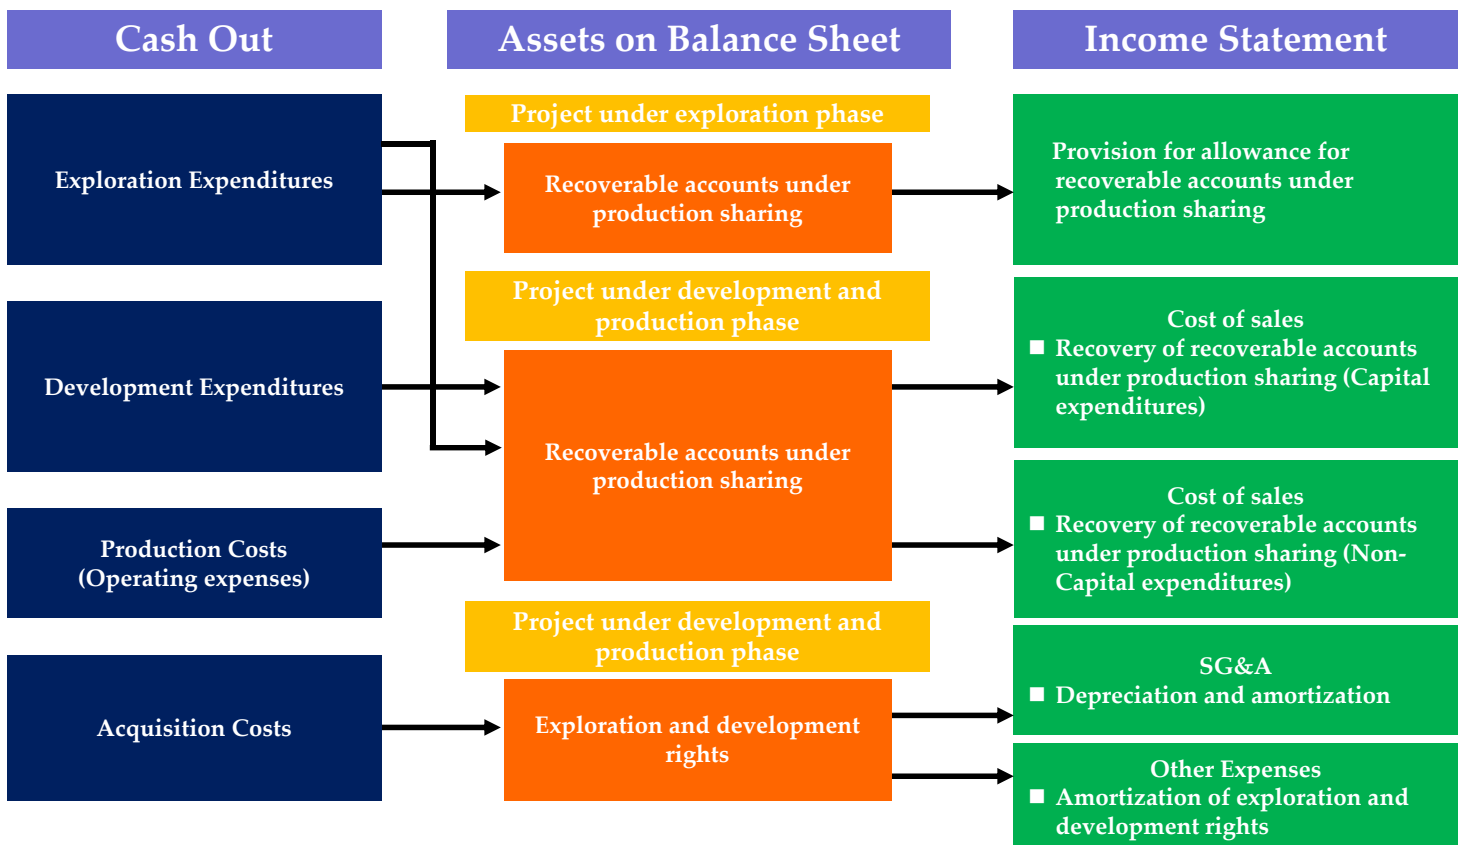 Cash Out
Assets on Balance Sheet
Income Statement
Exploration Expenditures
Development Expenditures
Production Costs
(Operating expenses)
Acquisition Costs
Project under exploration phase
Recoverable accounts under
production sharing
Project under development and
production phase
Recoverable accounts under
production sharing
Project under development and
production phase
Exploration and development
rights
Provision for allowance for
recoverable accounts under
production sharing
Cost of sales
■ Recovery of recoverable accounts
under production sharing (Capital
expenditures)
Cost of sales
■ Recovery of recoverable accounts
under production sharing (Non-
Capital expenditures)
SG&A
■ Depreciation and amortization
Other Expenses
■ Amortization of exploration and
development rights